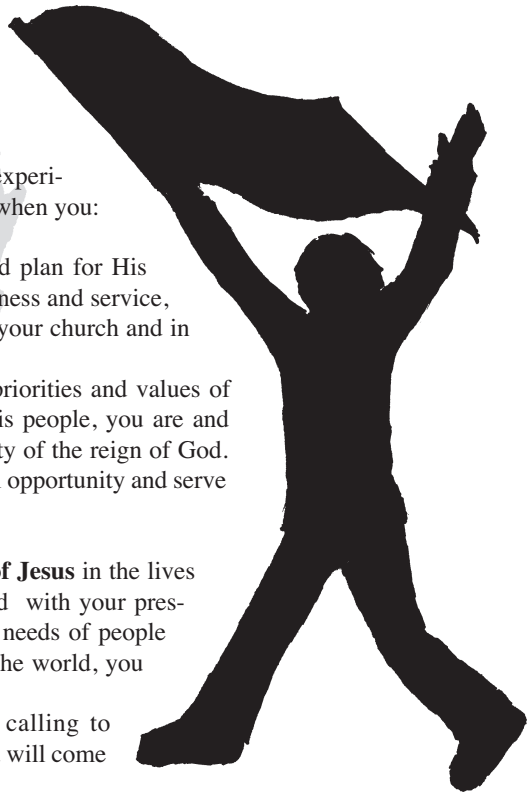 experi-
when you:
d plan for His
ness and service,
your church and in
priorities and values of
is people, you are and
ty of the reign of God.
opportunity and serve
of Jesus in the lives
d with your pres-
needs of people
he world, you
calling to
will come